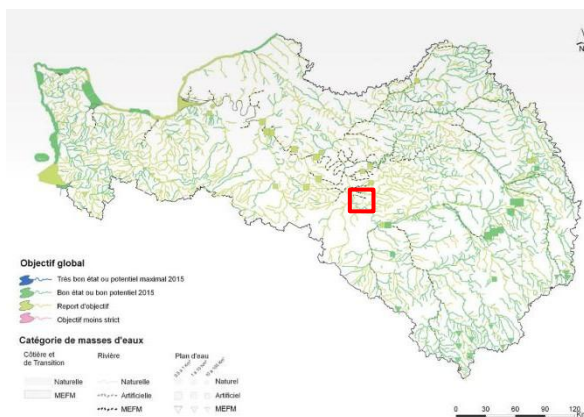 N
Objectif global
Très bon état ou potentiel maximal 2015
Bon état ou bon potentiel 2015
Report d'objectif
Objectif moins strict
Catégorie de masses d'eaux
Côtière et
de Transition
Rivière
Plan d'eau
Naturelle
Naturelle
Naturel
MEFM
Artificielle
Artificiel
MEFM
MEFM
0 30 60 90 120